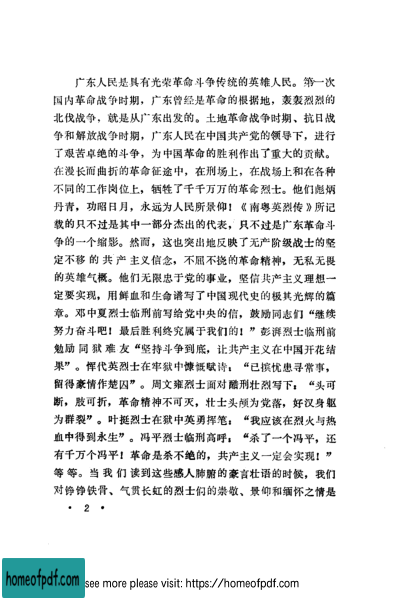 广东人民是具有光荣革命斗争传统的英雄人民。第一次
国内革命战争时期，广东曾经是革命的根据地，轰轰烈烈的
北伐战争，就是从广东出发的。土地革命战争时期、抗日战
争和解放战争时期，广东人民在中国共产党的领导下，进行
了艰苦卓绝的斗争，为中国革命的胜利作出了重大的贡献。
在漫长而曲折的革命征途中，在刑场上，在战场上和在各种
不同的工作岗位上，牺牲了千千万万的革命烈士。他们彪炳
丹青，功昭日月，永远为人民所景仰！《南粤英烈传》所记
载的只不过是其中一部分杰出的代表，只不过是广东革命斗
争的一个缩影。然而，这也突出地反映了无产阶级战士的坚
定不移的共产主义信念，不屈不挠的革命精神，无私无畏
的英雄气概。他们无限忠于党的事业，坚信共产主义理想一
定要实现，用鲜血和生命谱写了中国现代史的极其光辉的篇
章。邓中夏烈士临刑前写给党中央的信，鼓励同志们“继续
努力奋斗吧！最后胜利终究属于我们的！”彭湃烈士临刑前
勉励同狱难友“坚持斗争到底，让共产主义在中国开花结
果”。恽代英烈士在牢狱中慷慨赋诗：“已摈忧患寻常事，
留得豪情作楚囚”。周文雍烈士面对酷刑壮烈写下：“头可
断，肢可折，革命精神不可灭，壮士头颅为党落，好汉身躯
为群裂”。叶挺烈士在狱中英勇挥笔：“我应该在烈火与热
血中得到永生”。冯平烈士临刑高呼：“杀了一个冯平，还
有千万个冯平！革命是杀不绝的，共产主义一定会实现！”
等等。当我们读到这些感人肺腑的豪言壮语的时候，我们
对铮铮铁骨、气贯长虹的烈士们的崇敬、景仰和缅怀之情是
• 2 •
homeofpdf.com
see more please visit: https://homeofpdf.com